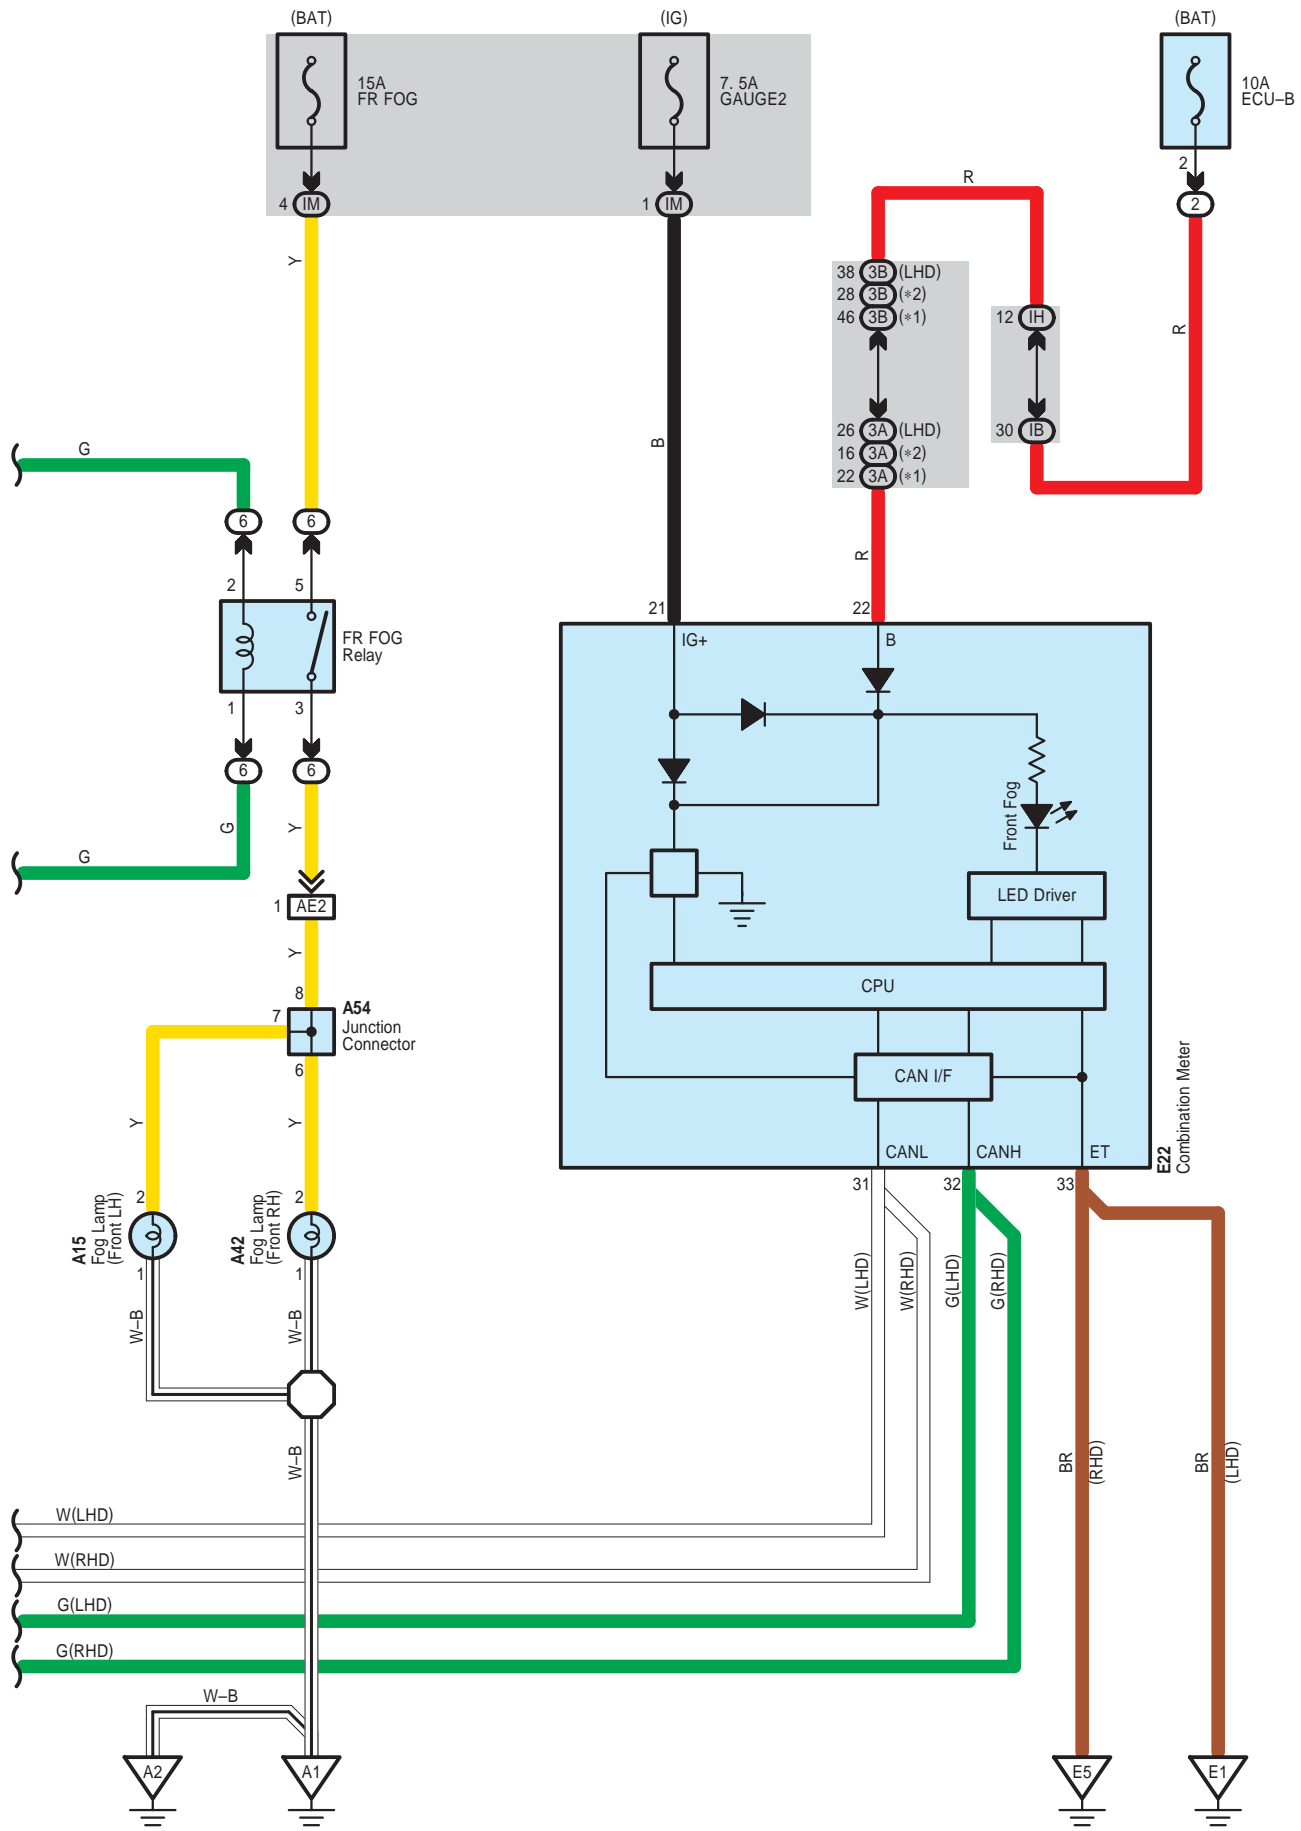 (BAT)
(IG)
(BAT)
15A
FR FOG
7. 5A
GAUGE2
10A
ECU–B
2
4 IM
1 IM
2
R
Y
38 3B (LHD)
28 3B (∗2)
46 3B (∗1)
12 IH
R
26 3A (LHD)
16 3A (∗2)
22 3A (∗1)
30 IB
B
G
6
6
R
2
5
21
22
FR FOG
Relay
IG+
B
1
3
6
6
G
Y
G
Front Fog
1 AE2
LED Driver
Y
8
7
A54
Junction
Connector
CPU
6
CAN I/F
Y
Y
CANL
CANH
ET
E22
Combination Meter
31
32
33
2
2
A15
Fog Lamp
(Front LH)
A42
Fog Lamp
(Front RH)
1
1
W(LHD)
W(RHD)
G(LHD)
G(RHD)
W–B
W–B
W–B
BR
(RHD)
BR
(LHD)
W(LHD)
W(RHD)
G(LHD)
G(RHD)
W–B
A2
A1
E5
E1